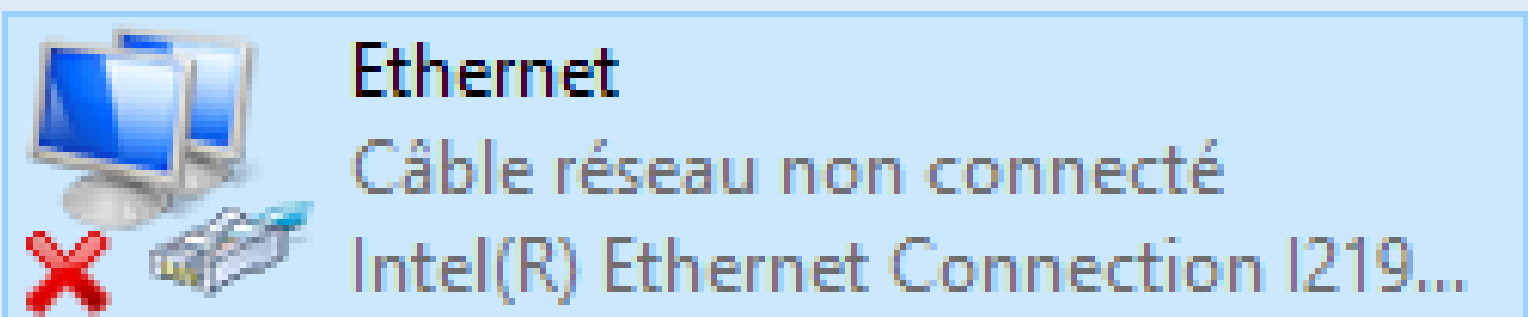 Ethernet
Câble réseau non connecté
Intel(R) Ethernet Connection I219...